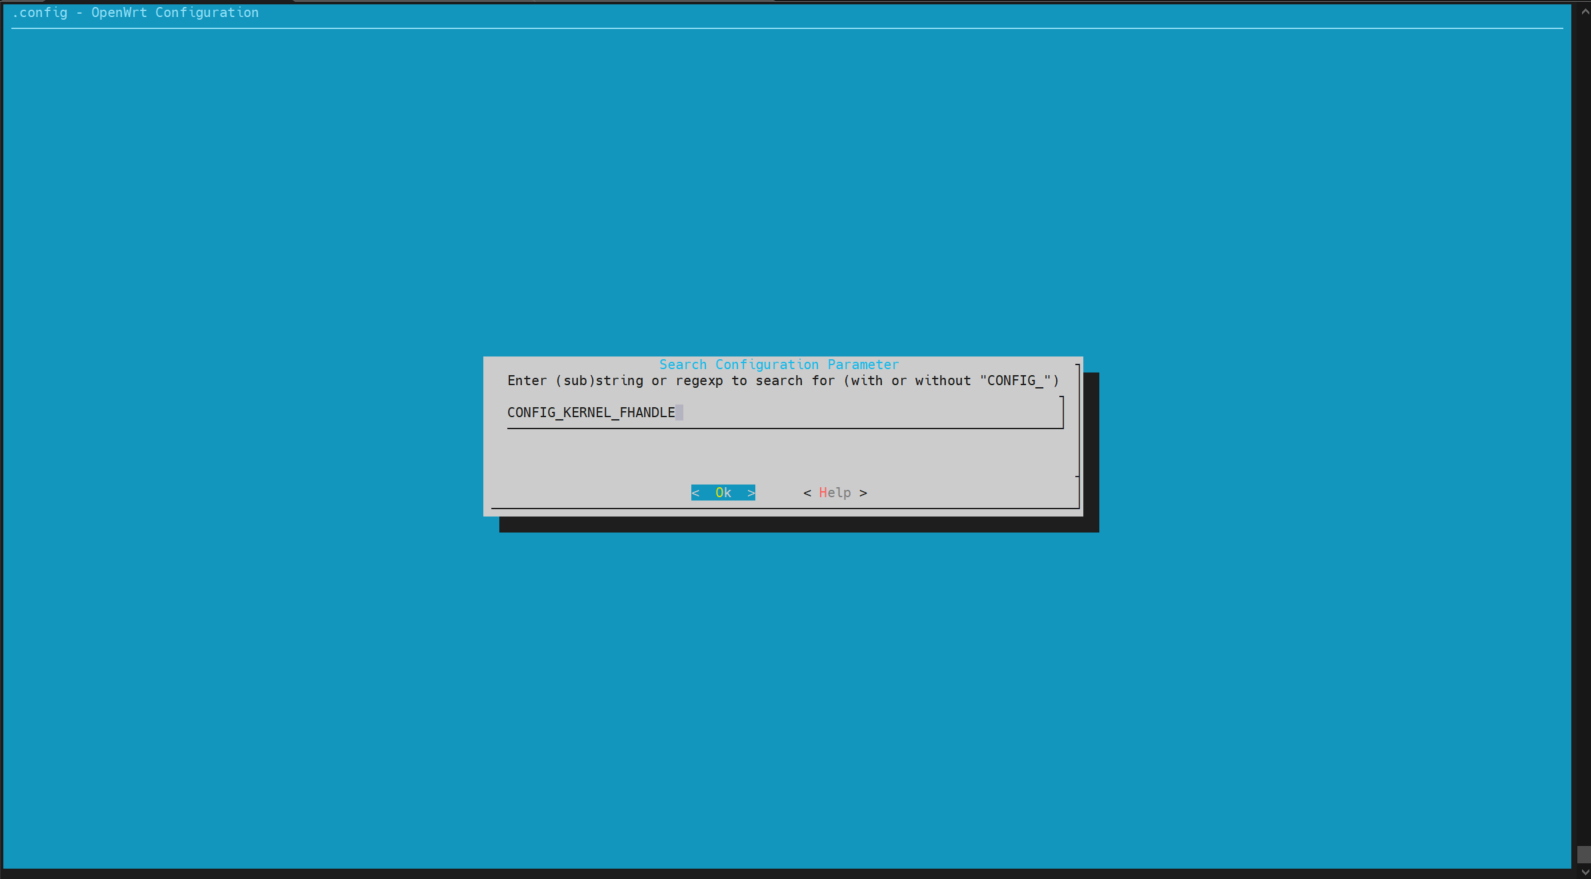 .config - OpenWrt Configuration
Search Configuration Parameter
Enter (sub)string or regexp to search for (with or without "CONFIG_")
CONFIG_KERNEL_FHANDLE
< Ok > < Help >